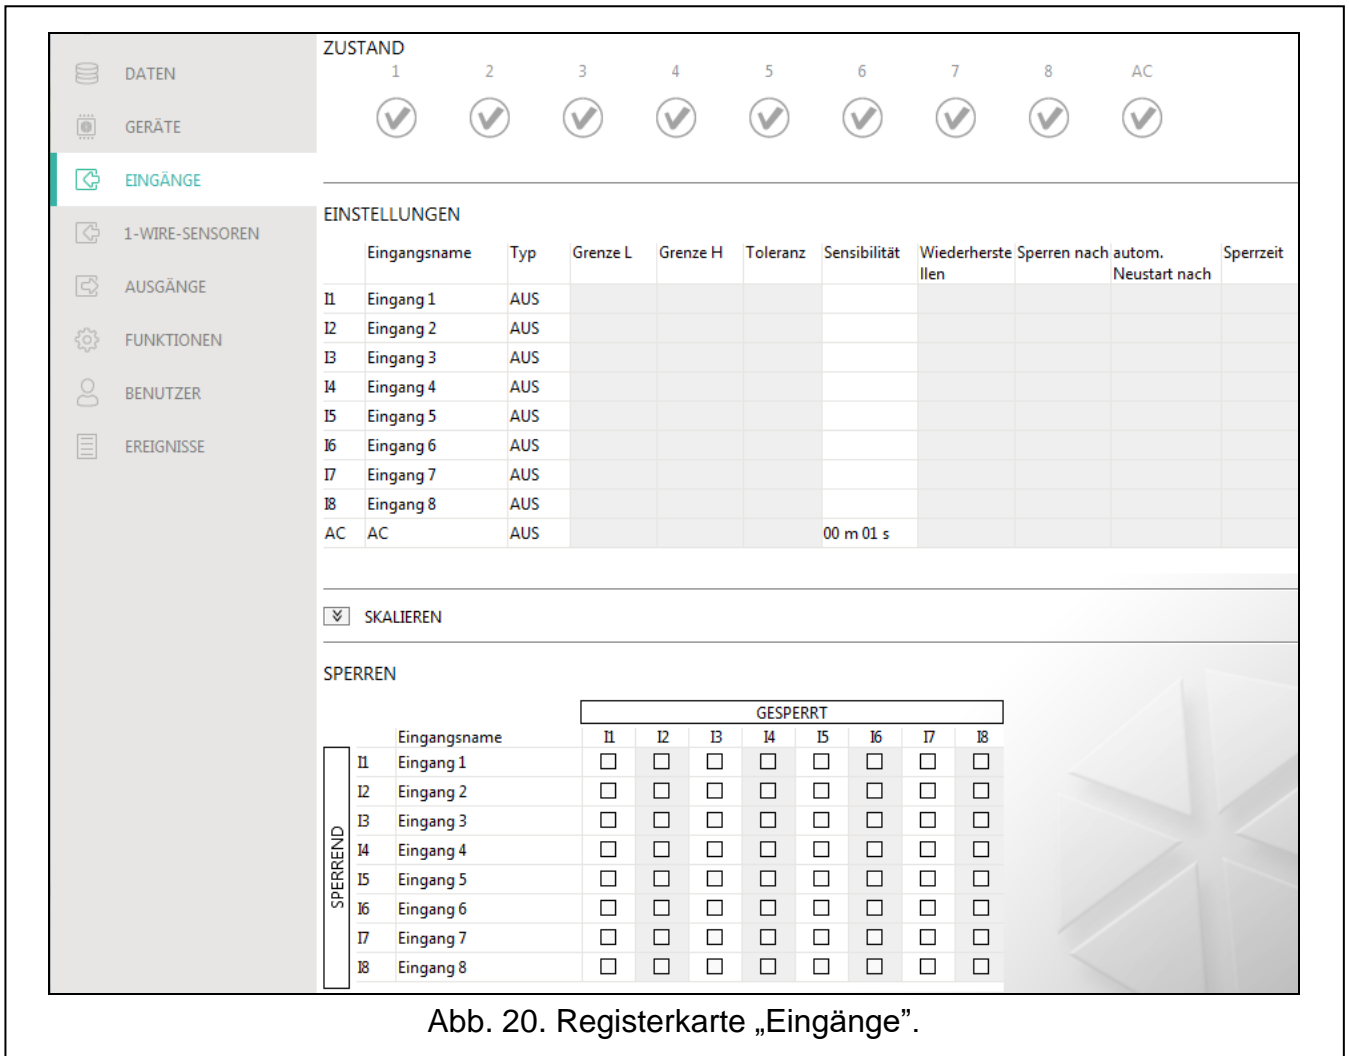 ZUSTAND
1 2 3 4 5 6 7 8 AC
DATEN
GERÄTE
EINGÄNGE
1-WIRE-SENSOREN
AUSGÄNGE
FUNKTIONEN
BENUTZER
EREIGNISSE
EINSTELLUNGEN
Eingangsname Typ Grenze L Grenze H Toleranz Sensibilität Wiederherste Sperren nach autom. Sperrzeit
llen Neustart nach
I1 Eingang 1 AUS
I2 Eingang 2 AUS
I3 Eingang 3 AUS
I4 Eingang 4 AUS
I5 Eingang 5 AUS
I6 Eingang 6 AUS
I7 Eingang 7 AUS
I8 Eingang 8 AUS
AC AC AUS 00 m 01 s
SKALIEREN
SPERREN
GESPERRT
Eingangsname I1 I2 I3 I4 I5 I6 I7 I8
SPERREND
I1 Eingang 1
I2 Eingang 2
I3 Eingang 3
I4 Eingang 4
I5 Eingang 5
I6 Eingang 6
I7 Eingang 7
I8 Eingang 8
Abb. 20. Registerkarte „Eingänge”.